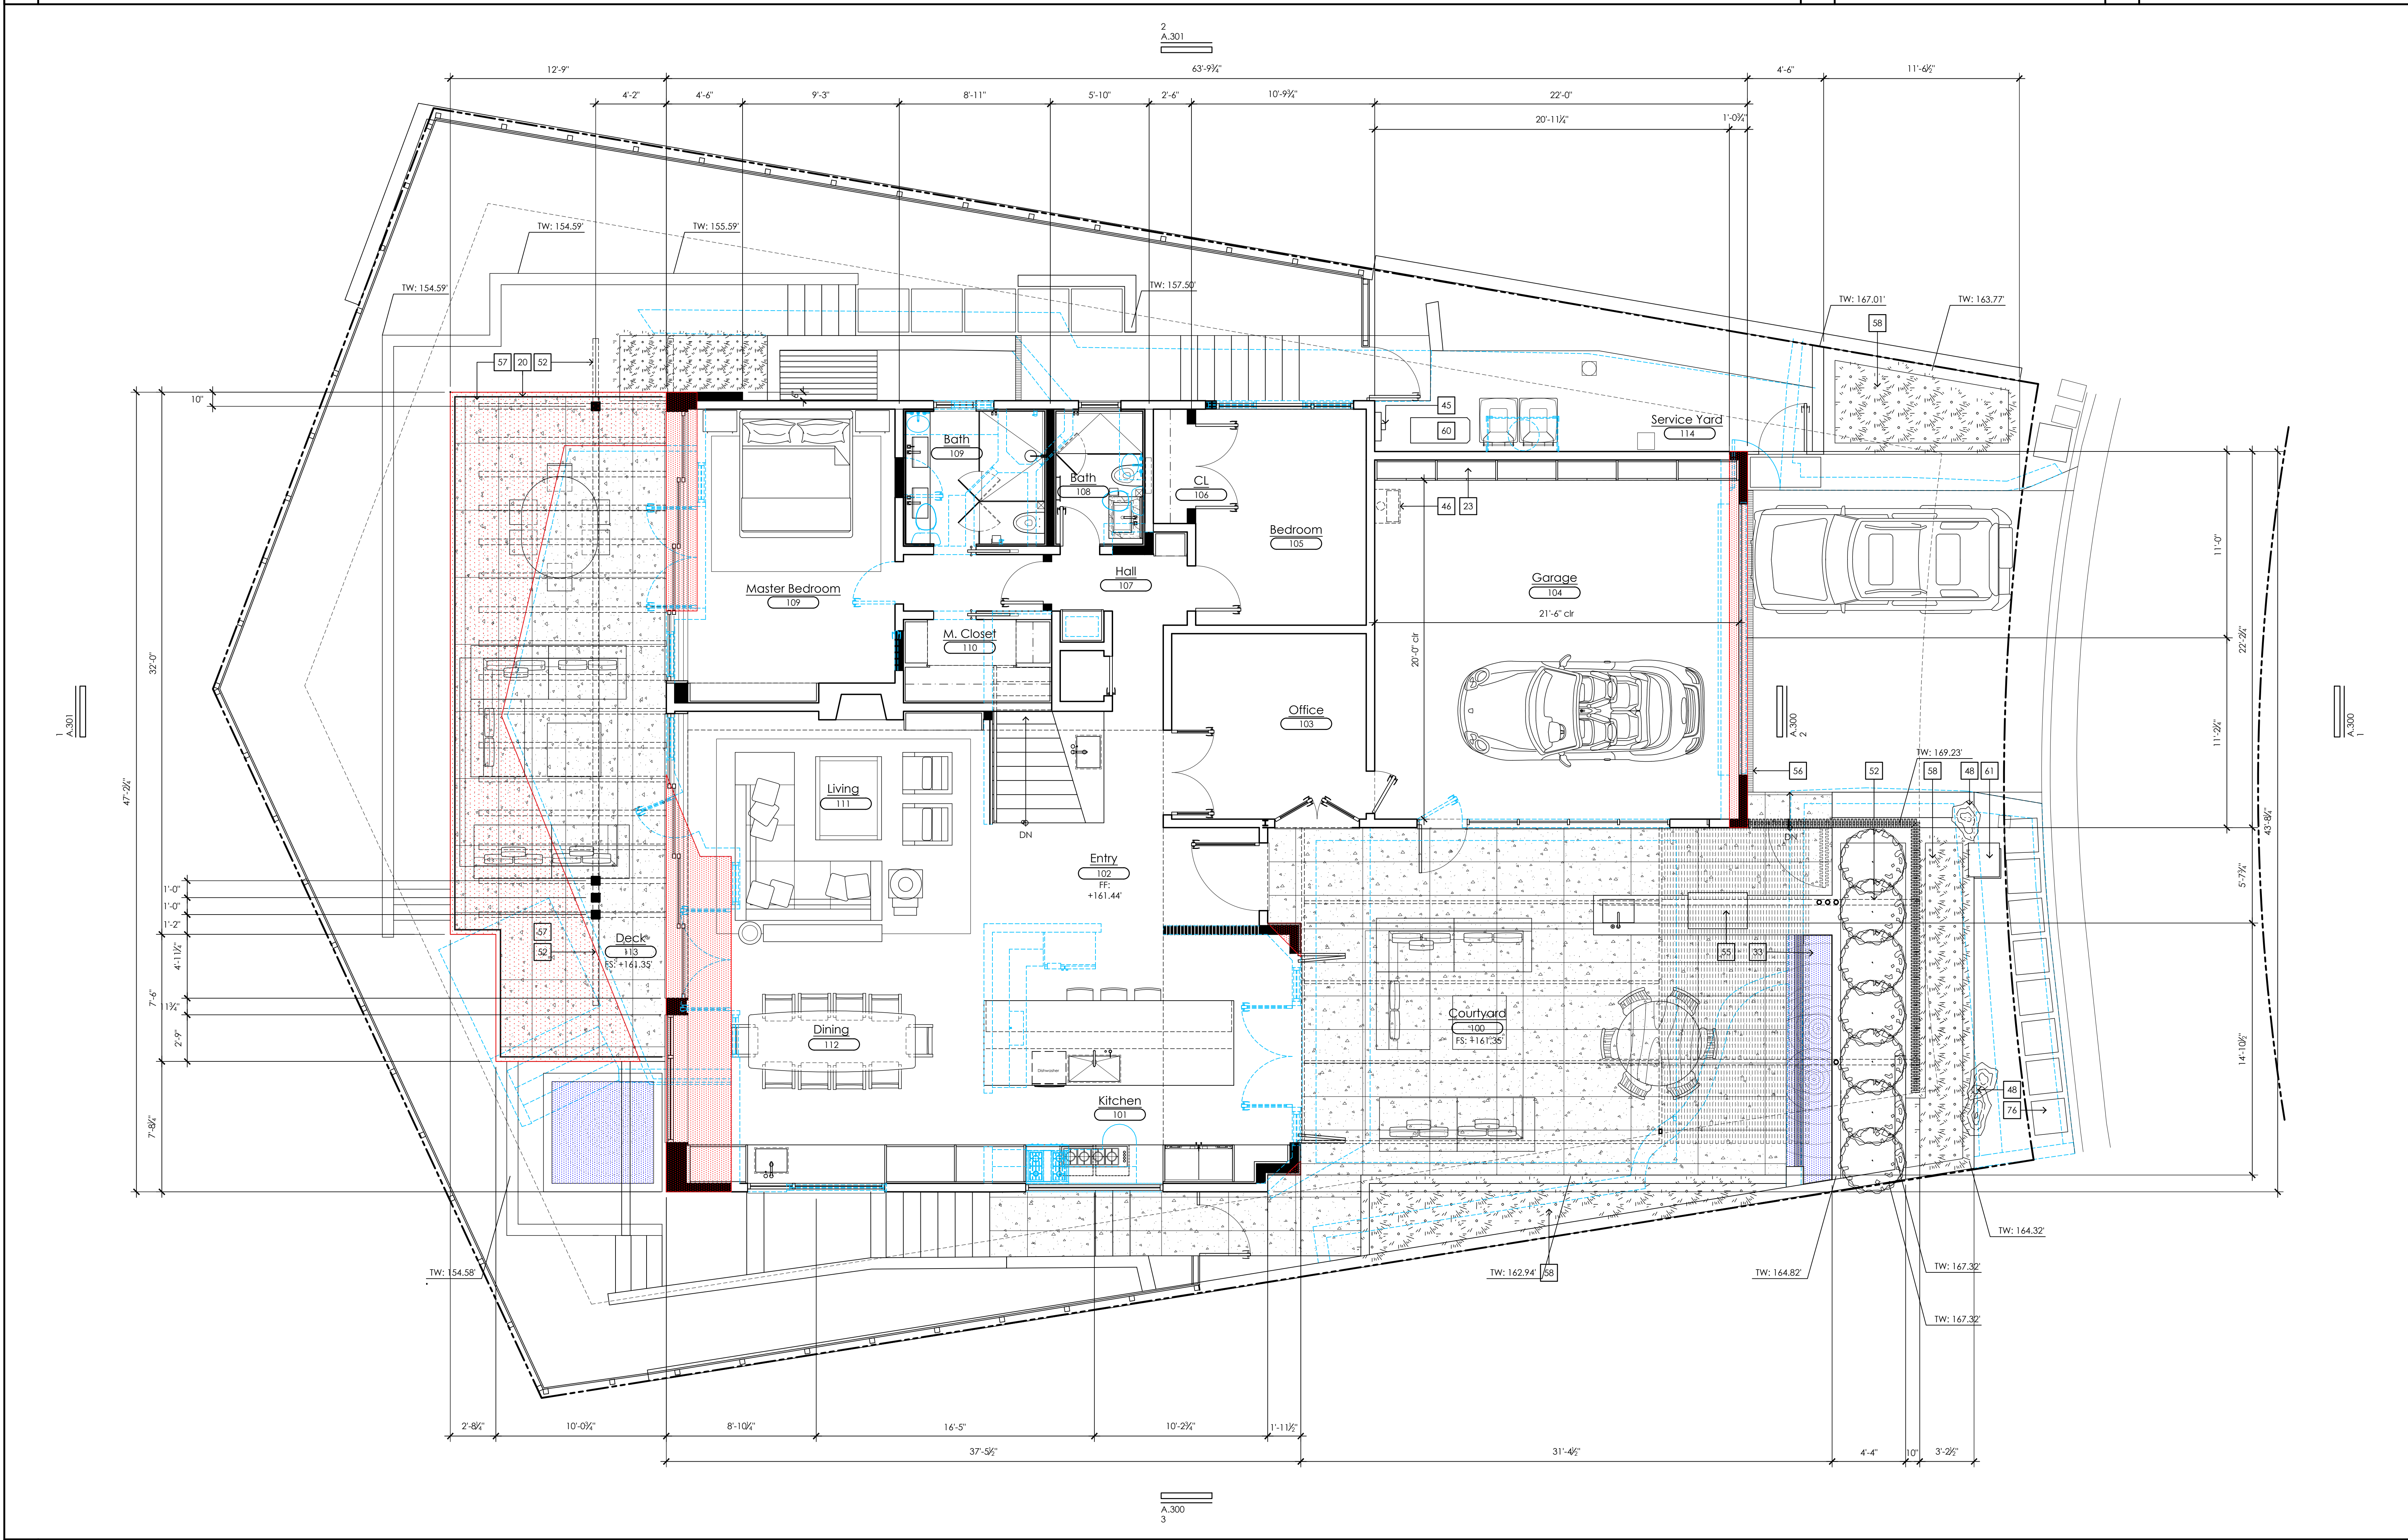 2
A.301
12'-9"
63'-9¾"
4'-6"
11'-6½"
4'-2"
4'-6"
9'-3"
8'-11"
5'-10"
2'-6"
10'-9¾"
22'-0"
20'-11¼"
1'-0¾"
TW: 154.59'
TW: 155.59'
TW: 154.59'
TW: 157.50'
TW: 167.01'
TW: 163.77'
58
57 20 52
10"
6"
45
60
Service Yard
114
Bath
109
Bath
108
CL
106
46 23
Bedroom
105
Hall
107
Master Bedroom
109
Garage
104
21'-6" clr
20'-0" clr
11'-0"
22'-2¼"
32'-0"
47'-2¼"
M. Closet
110
1
A.301
Office
103
A.300
2
A.300
1
11'-2¼"
TW: 169.23'
56
52
58
48 61
Living
111
DN
DN
43'-8¼"
Entry
102
FF:
+161.44'
5'-7¾"
1'-0"
1'-0"
1'-2"
4'-11¼"
7'-6"
11¾"
2'-9"
7'-8¼"
57
52
Deck
113
FS: +161.35'
55 33
Courtyard
100
FS: +161.35'
Dining
112
Dishwasher
14'-10½"
48
76
Kitchen
101
TW: 154.58'
TW: 162.94' 58
TW: 164.82'
TW: 164.32'
TW: 167.32'
TW: 167.32'
2'-8¼"
10'-0¾"
8'-10¼"
16'-5"
10'-2¾"
1'-11½"
37'-5½"
31'-4½"
4'-4"
10"
3'-2½"
A.300
3